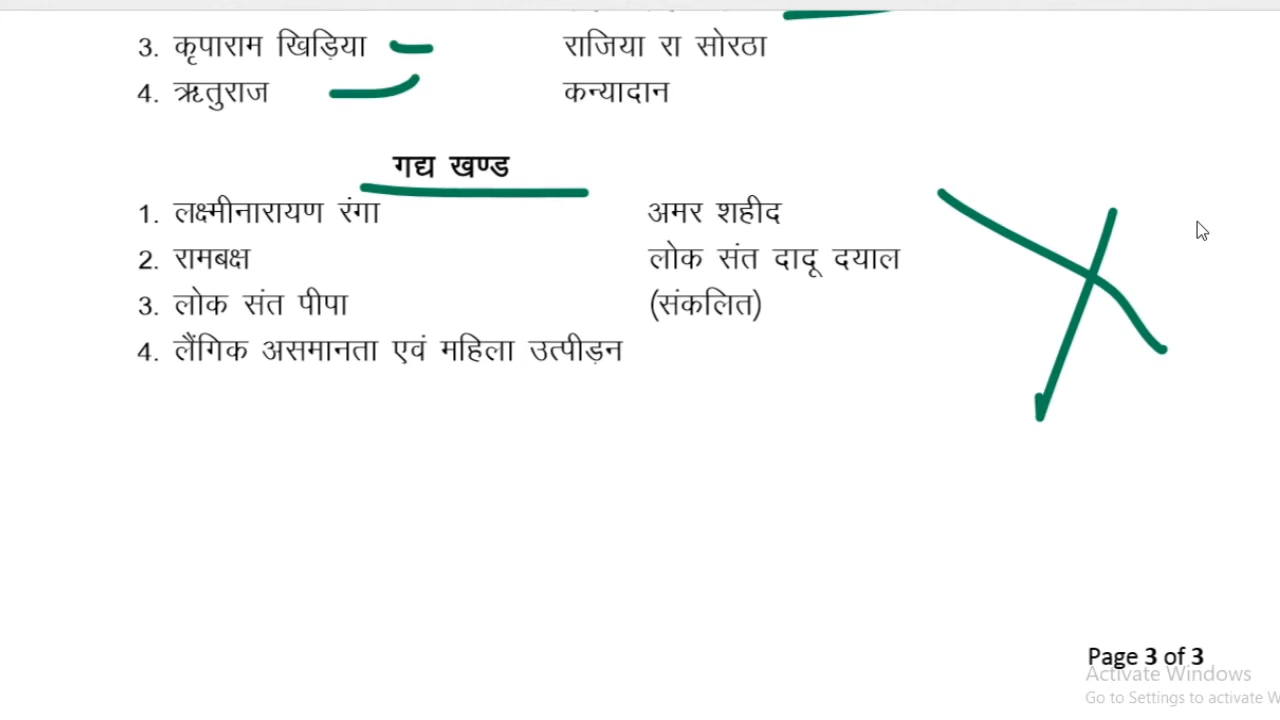 3. कृपाराम खिड़िया राजिया रा सोरठा
4. ऋतुराज कन्यादान
गद्य खण्ड
1. लक्ष्मीनारायण रंगा अमर शहीद
2. रामबक्ष लोक संत दादू दयाल
3. लोक संत पीपा (संकलित)
4. लैंगिक असमानता एवं महिला उत्पीड़न
Page 3 of 3
Activate Windows
Go to Settings to activate W